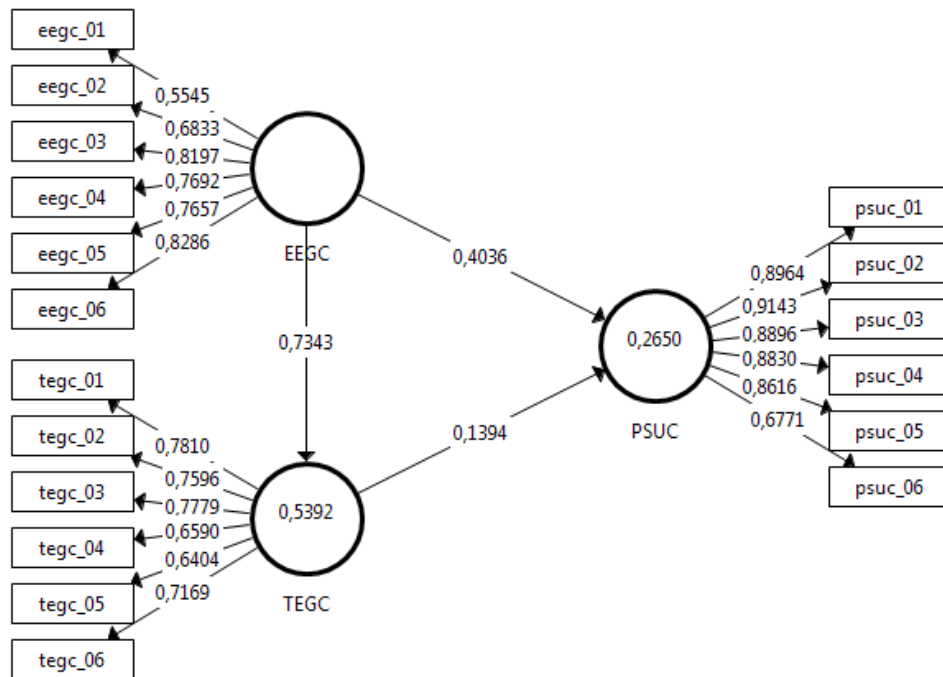 eegc_01
eegc_02
eegc_03
eegc_04
eegc_05
eegc_06
0,5545
0,6833
0,8197
0,7692
0,7657
0,8286
EEGC
0,4036
0,7343
tegc_01
tegc_02
tegc_03
tegc_04
tegc_05
tegc_06
0,7810
0,7596
0,7779
0,6590
0,6404
0,7169
0,5392
TEGC
0,1394
0,2650
PSUC
0,8964
0,9143
0,8896
0,8830
0,8616
0,6771
psuc_01
psuc_02
psuc_03
psuc_04
psuc_05
psuc_06